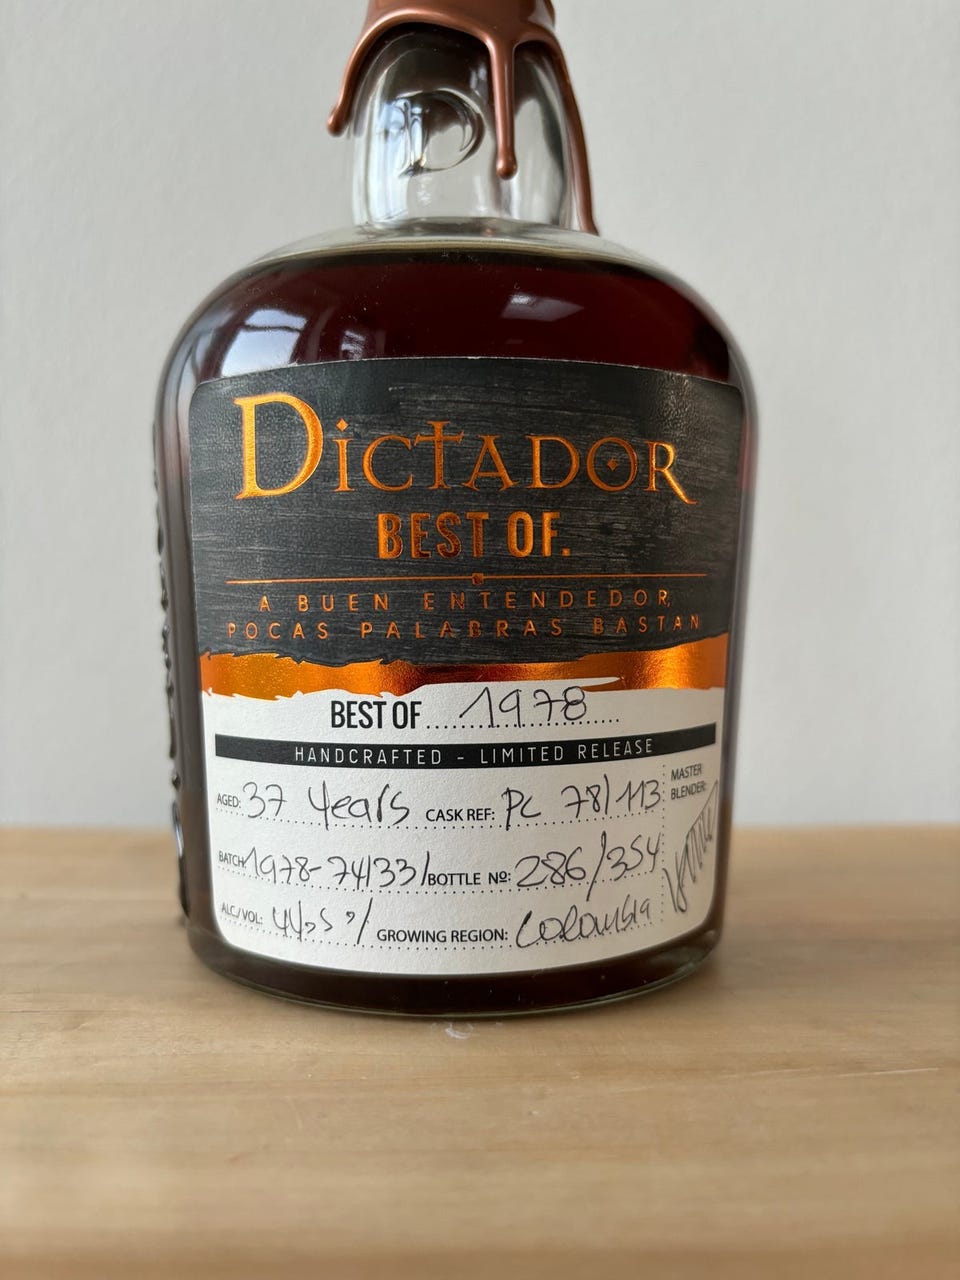 DICTADOR
BEST OF.
A BUEN ENTENDEDOR,
POCAS PALABRAS BASTAN
BEST OF 1978
HANDCRAFTED - LIMITED RELEASE
AGED: 37 years CASK REF: PC 78/113 MASTER BLENDER:
BATCH: 1978-74/33/ BOTTLE Nº: 286/354
ALC/VOL: GROWING REGION: Colombia